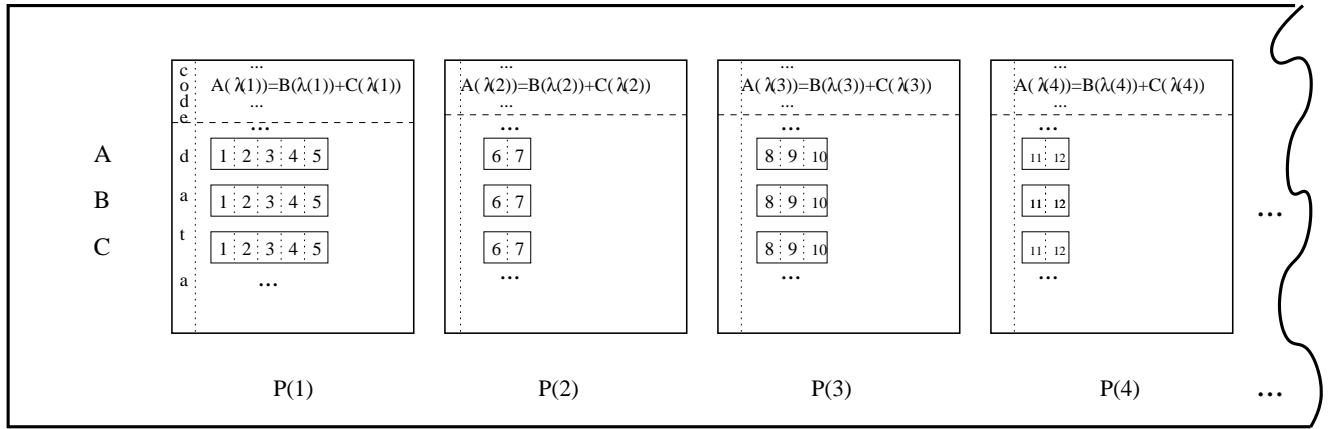 ... ... ... ...
code A(λ(1))=B(λ(1))+C(λ(1)) A(λ(2))=B(λ(2))+C(λ(2)) A(λ(3))=B(λ(3))+C(λ(3)) A(λ(4))=B(λ(4))+C(λ(4))
... ... ... ...
... ... ... ...
A d 1 2 3 4 5 6 7 8 9 10 11 12
B a 1 2 3 4 5 6 7 8 9 10 11 12 ...
C t 1 2 3 4 5 6 7 8 9 10 11 12
a ... ... ... ...
P(1) P(2) P(3) P(4) ...